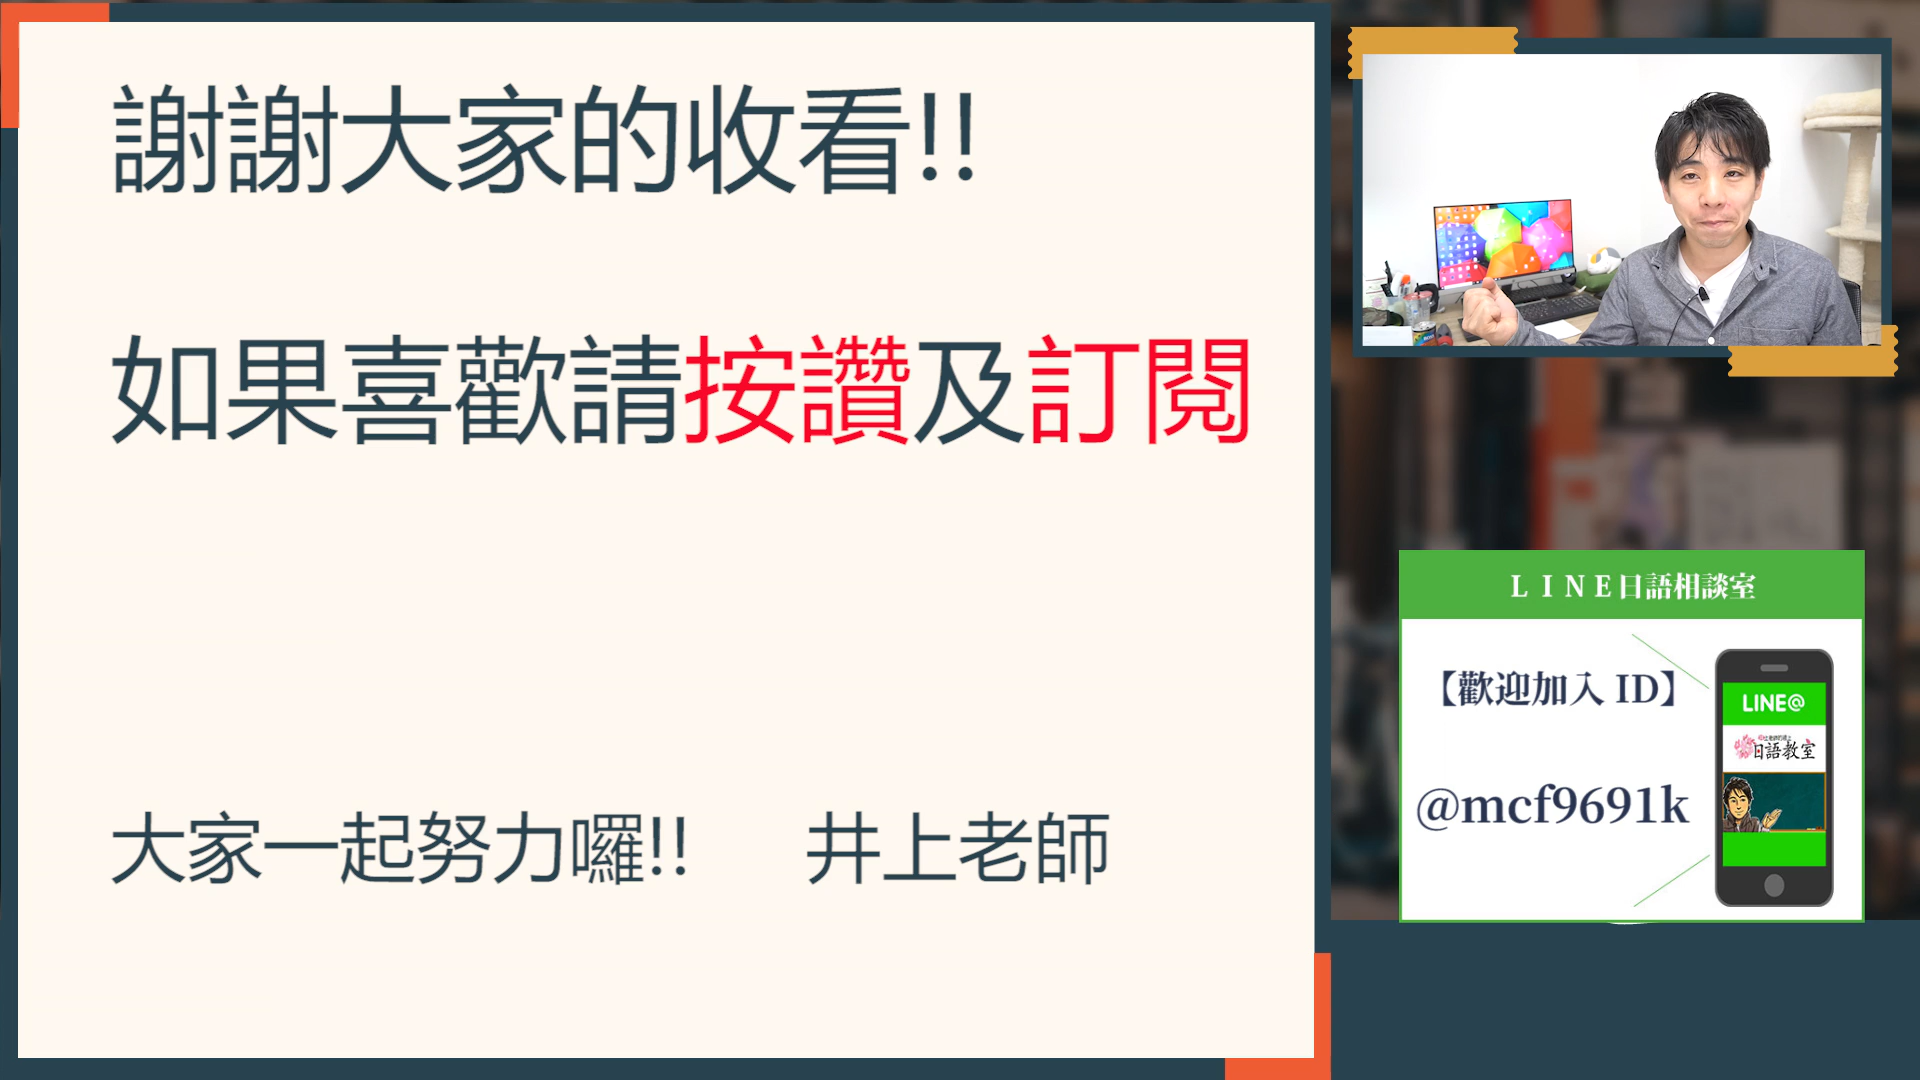 謝謝大家的收看!!
如果喜歡請按讚及訂閱
大家一起努力囉!! 井上老師
ＬＩＮＥ日語相談室
【歡迎加入 ID】
@mcf9691k
LINE@
日語教室